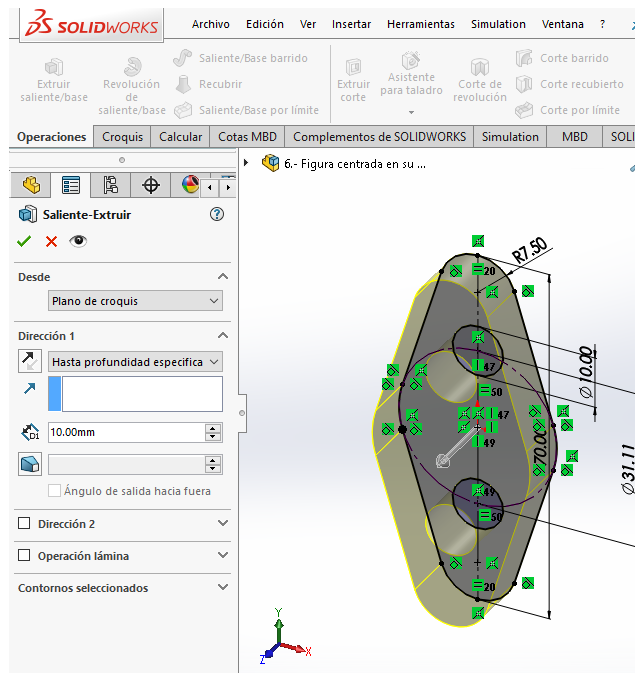 SOLIDWORKS
Archivo Edición Ver Insertar Herramientas Simulation Ventana ?
Extruir saliente/base
Revolución de saliente/base
Saliente/Base barrido
Recubrir
Saliente/Base por límite
Extruir corte
Asistente para taladro
Corte de revolución
Corte barrido
Corte recubierto
Corte por límite
Operaciones Croquis Calcular Cotas MBD Complementos de SOLIDWORKS Simulation MBD SOLI
6.- Figura centrada en su ...
Saliente-Extruir
Desde
Plano de croquis
Dirección 1
Hasta profundidad especifica
D1
10.00mm
Ángulo de salida hacia fuera
Dirección 2
Operación lámina
Contornos seleccionados
R7.50
20
47
50
Ø 10.00
47
49
70.00
Ø31.11
49
50
20
Y
X
Z